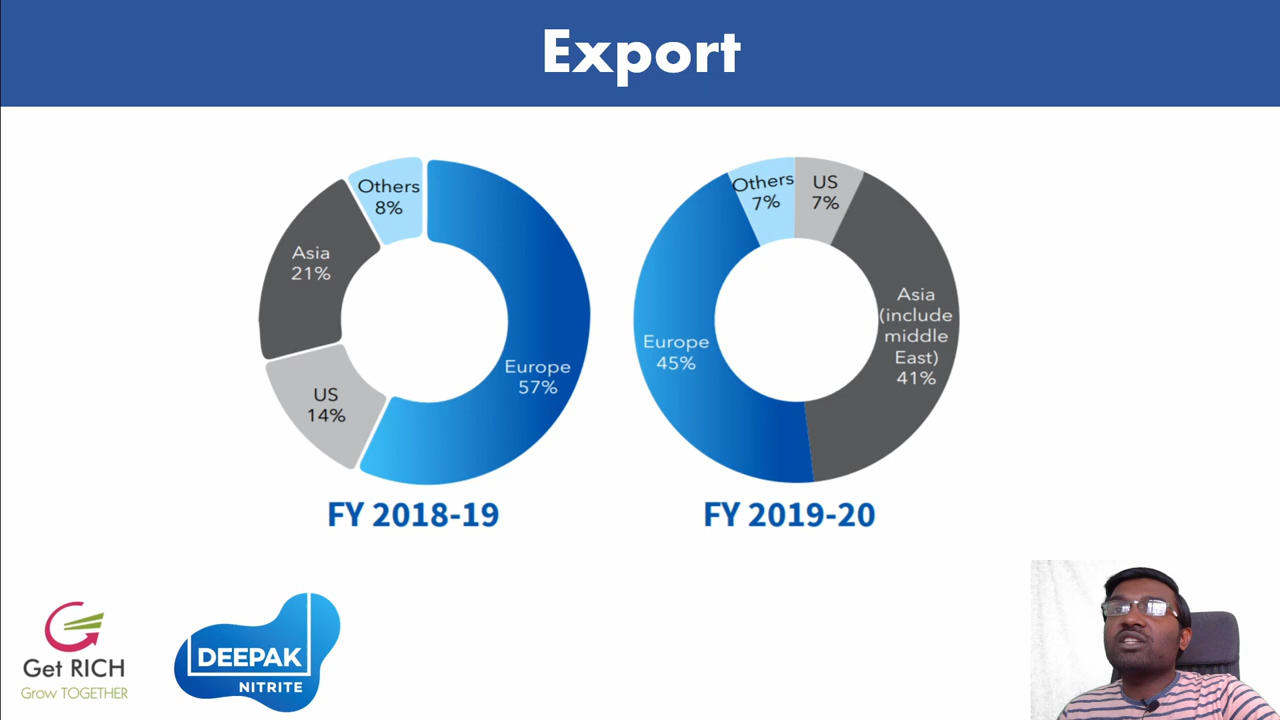 Export
Others
8%
Asia
21%
US
14%
Europe
57%
FY 2018-19
Others
7%
US
7%
Asia
(include
middle
East)
41%
Europe
45%
FY 2019-20
Get RICH
Grow TOGETHER
DEEPAK
NITRITE